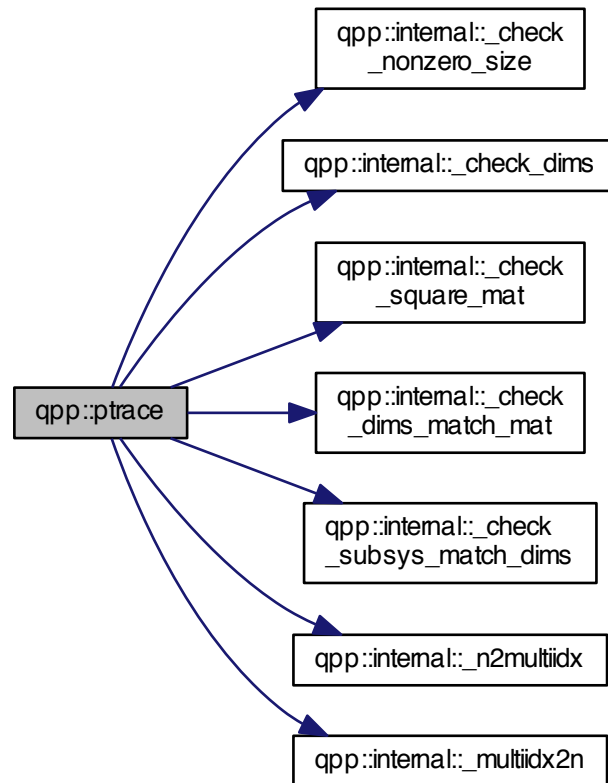 qpp::internal::_check
_nonzero_size
qpp::internal::_check_dims
qpp::internal::_check
_square_mat
qpp::ptrace
qpp::internal::_check
_dims_match_mat
qpp::internal::_check
_subsys_match_dims
qpp::internal::_n2multiidx
qpp::internal::_multiidx2n